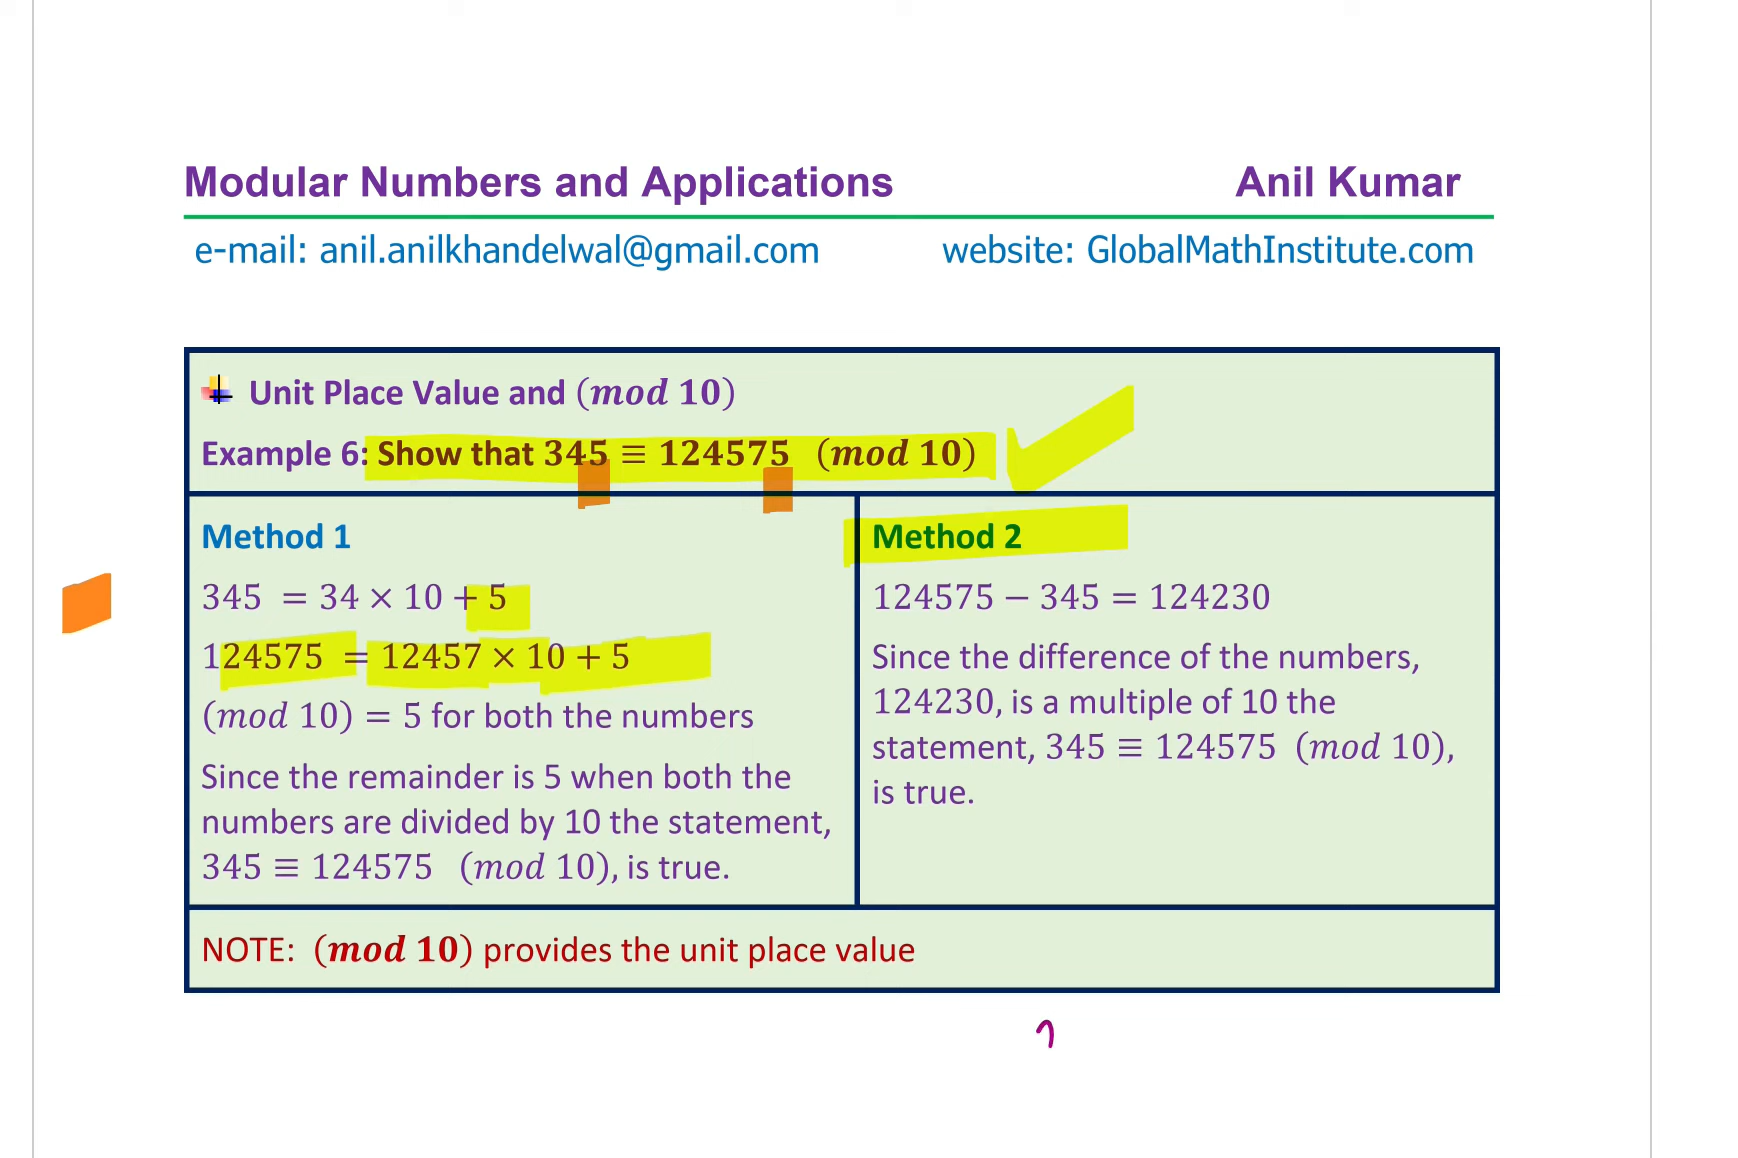 Modular Numbers and Applications Anil Kumar
e-mail: anil.anilkhandelwal@gmail.com website: GlobalMathInstitute.com
Unit Place Value and (mod 10)
Example 6: Show that 345 ≡ 124575 (mod 10)
Method 1
345 = 34 × 10 + 5
124575 = 12457 × 10 + 5
(mod 10) = 5 for both the numbers
Since the remainder is 5 when both the
numbers are divided by 10 the statement,
345 ≡ 124575 (mod 10), is true.
Method 2
124575 − 345 = 124230
Since the difference of the numbers,
124230, is a multiple of 10 the
statement, 345 ≡ 124575 (mod 10),
is true.
NOTE: (mod 10) provides the unit place value